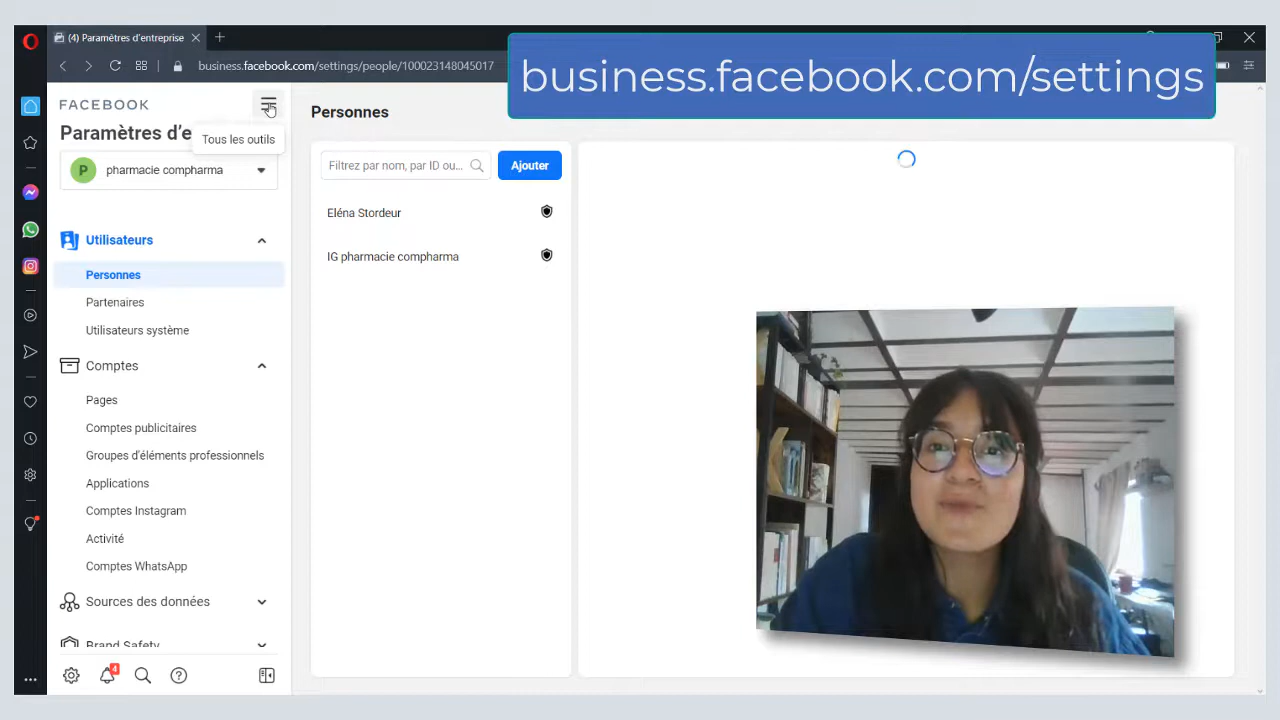 (4) Paramètres d'entreprise
business.facebook.com/settings/people/100023148045017
business.facebook.com/settings
FACEBOOK
Paramètres d'e
Tous les outils
P
pharmacie compharma
Utilisateurs
Personnes
Partenaires
Utilisateurs système
Comptes
Pages
Comptes publicitaires
Groupes d'éléments professionnels
Applications
Comptes Instagram
Activité
Comptes WhatsApp
Sources des données
Brand Safety
4
Personnes
Filtrez par nom, par ID ou...
Ajouter
Eléna Stordeur
IG pharmacie compharma